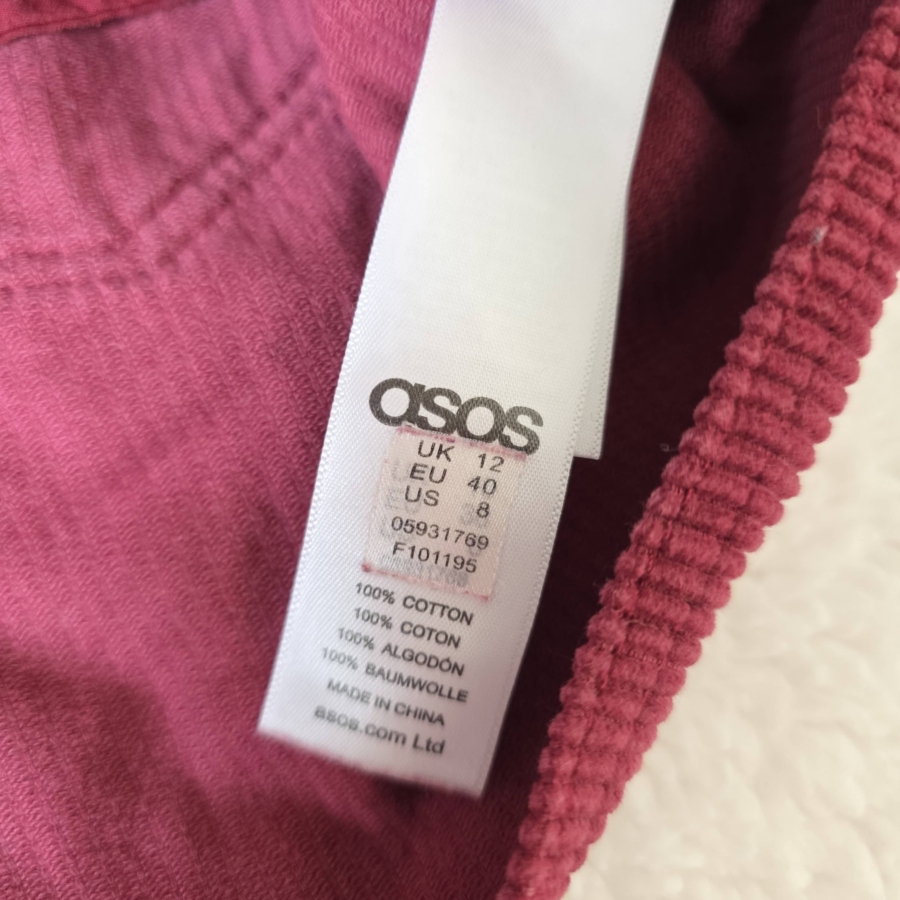 asos
UK 12
EU 40
US 8
05931769
F101195
100% COTTON
100% COTON
100% ALGODÓN
100% BAUMWOLLE
MADE IN CHINA
asos.com Ltd